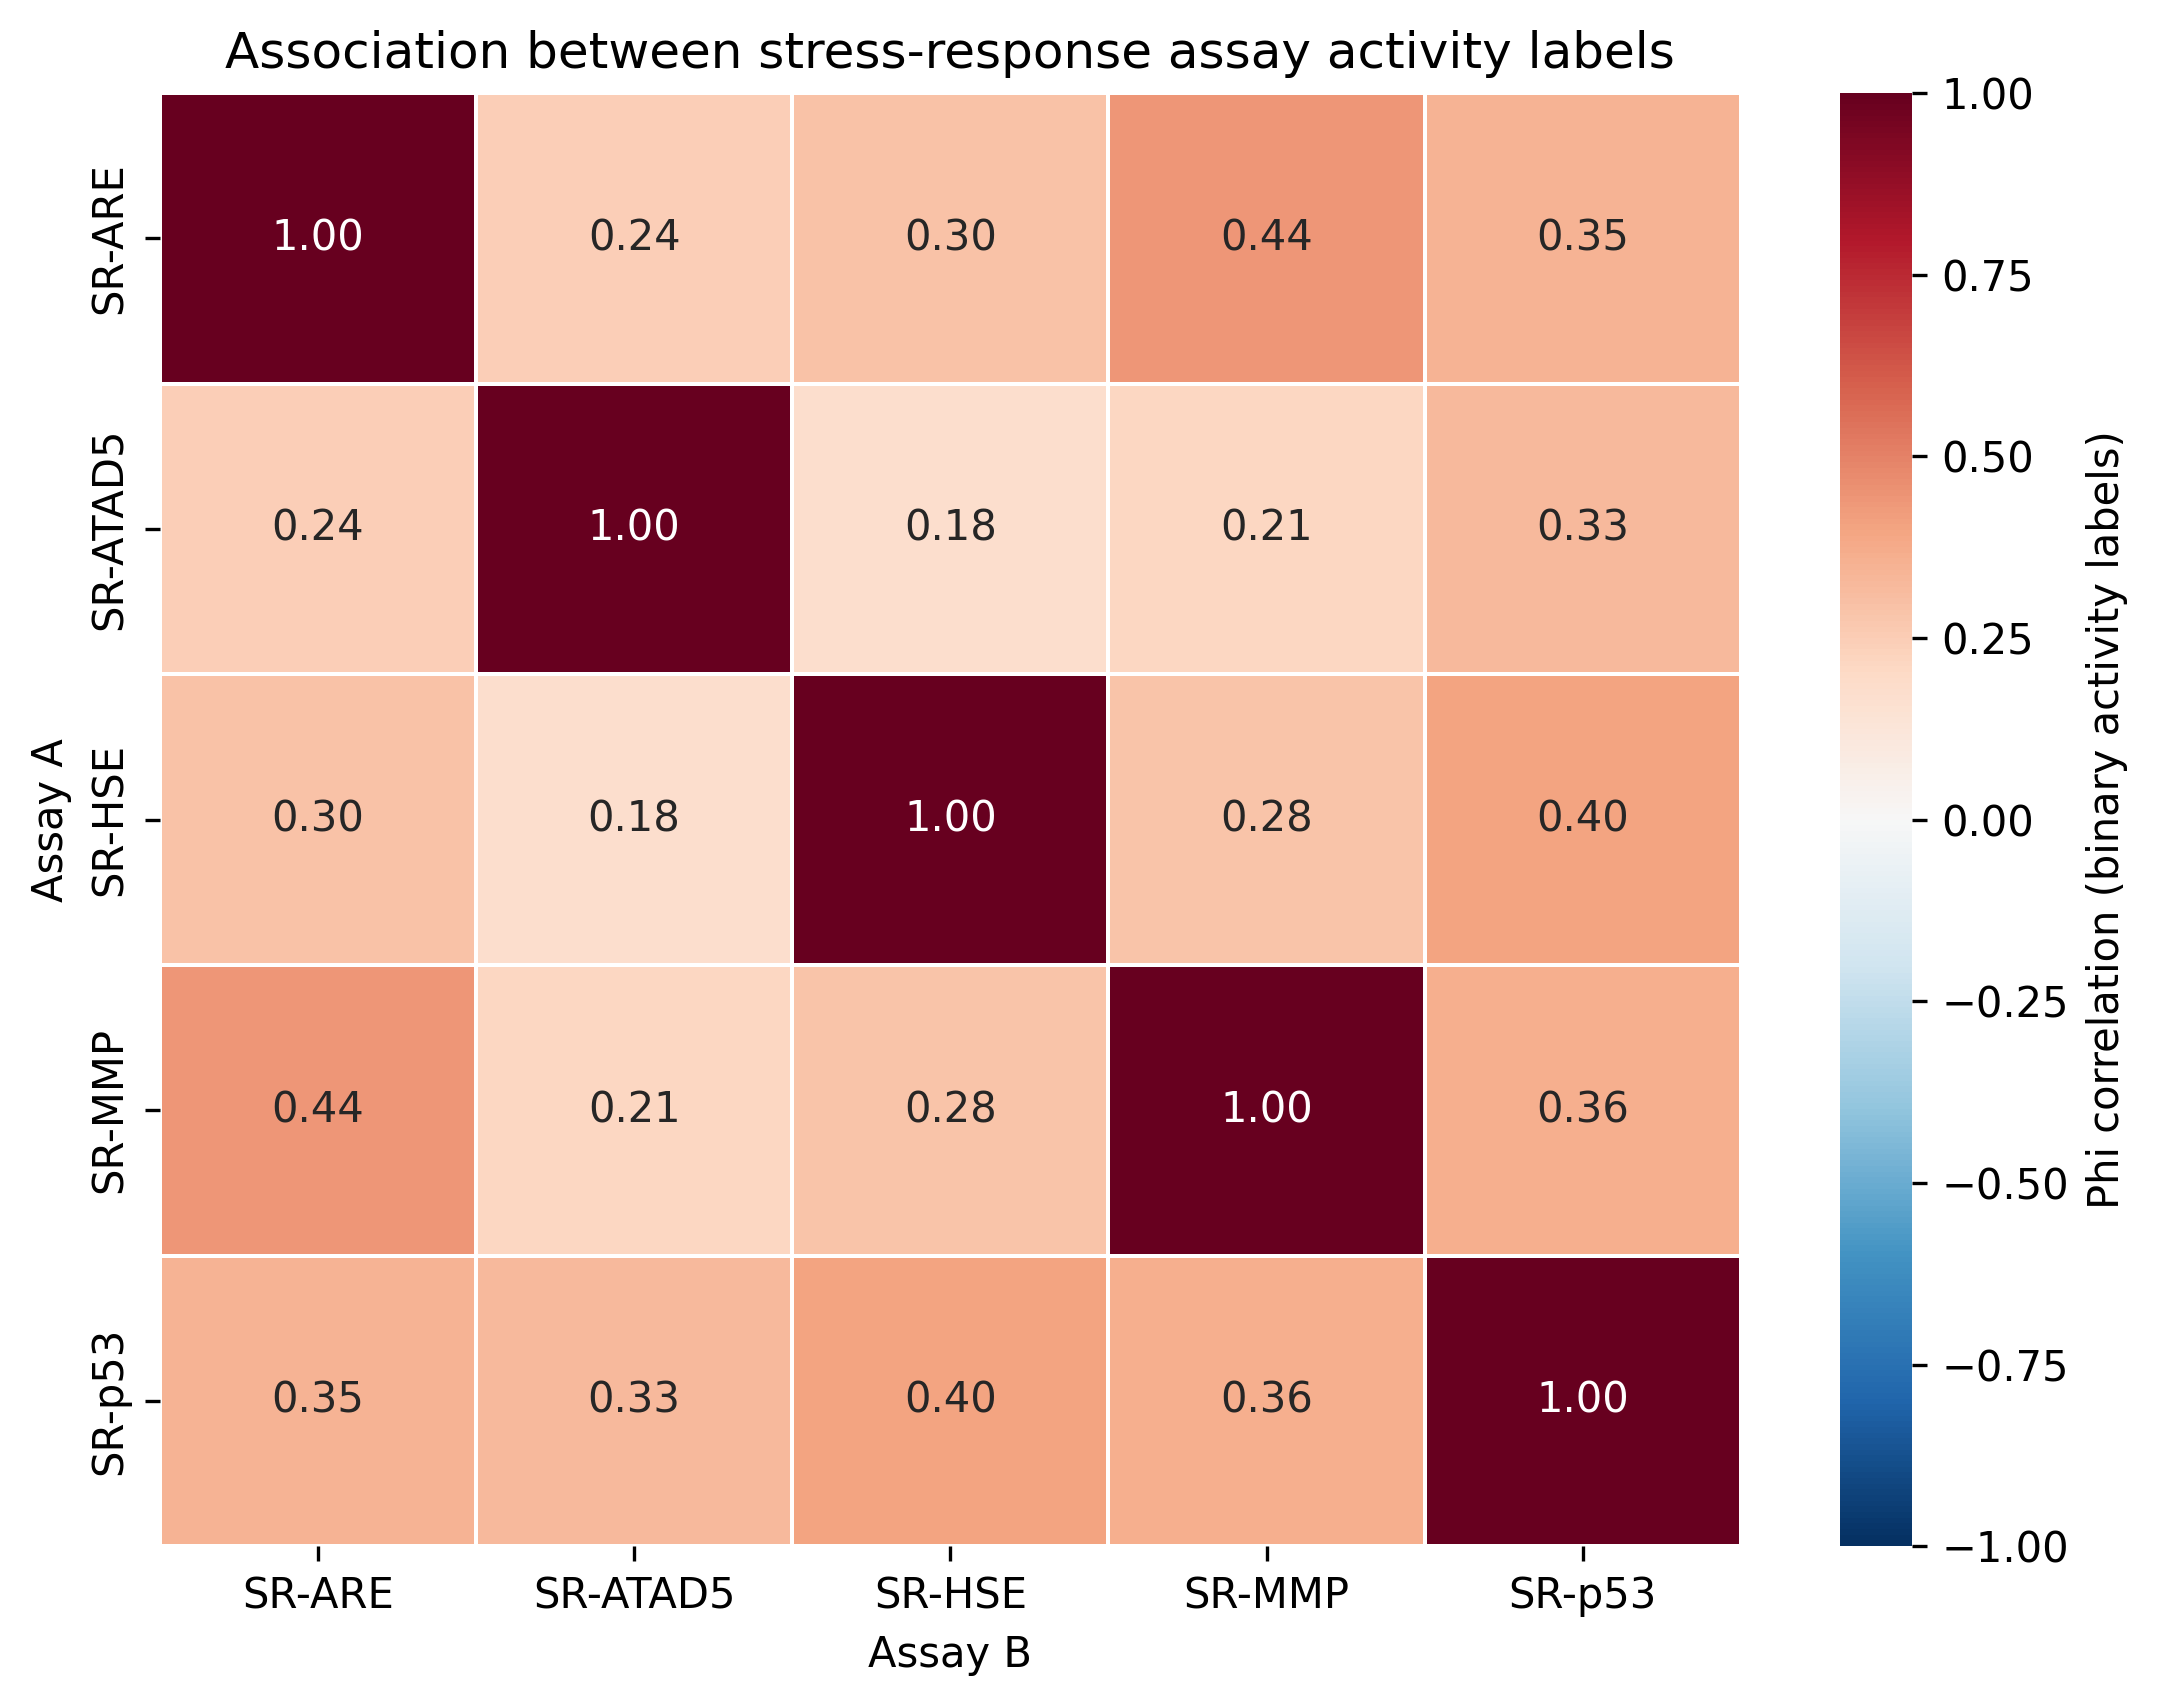 Association between stress-response assay activity labels
Assay A
SR-ARE
1.00 0.24 0.30 0.44 0.35
SR-ATAD5
0.24 1.00 0.18 0.21 0.33
SR-HSE
0.30 0.18 1.00 0.28 0.40
SR-MMP
0.44 0.21 0.28 1.00 0.36
SR-p53
0.35 0.33 0.40 0.36 1.00
SR-ARE SR-ATAD5 SR-HSE SR-MMP SR-p53
Assay B
1.00
0.75
0.50
0.25
0.00
−0.25
−0.50
−0.75
−1.00
Phi correlation (binary activity labels)